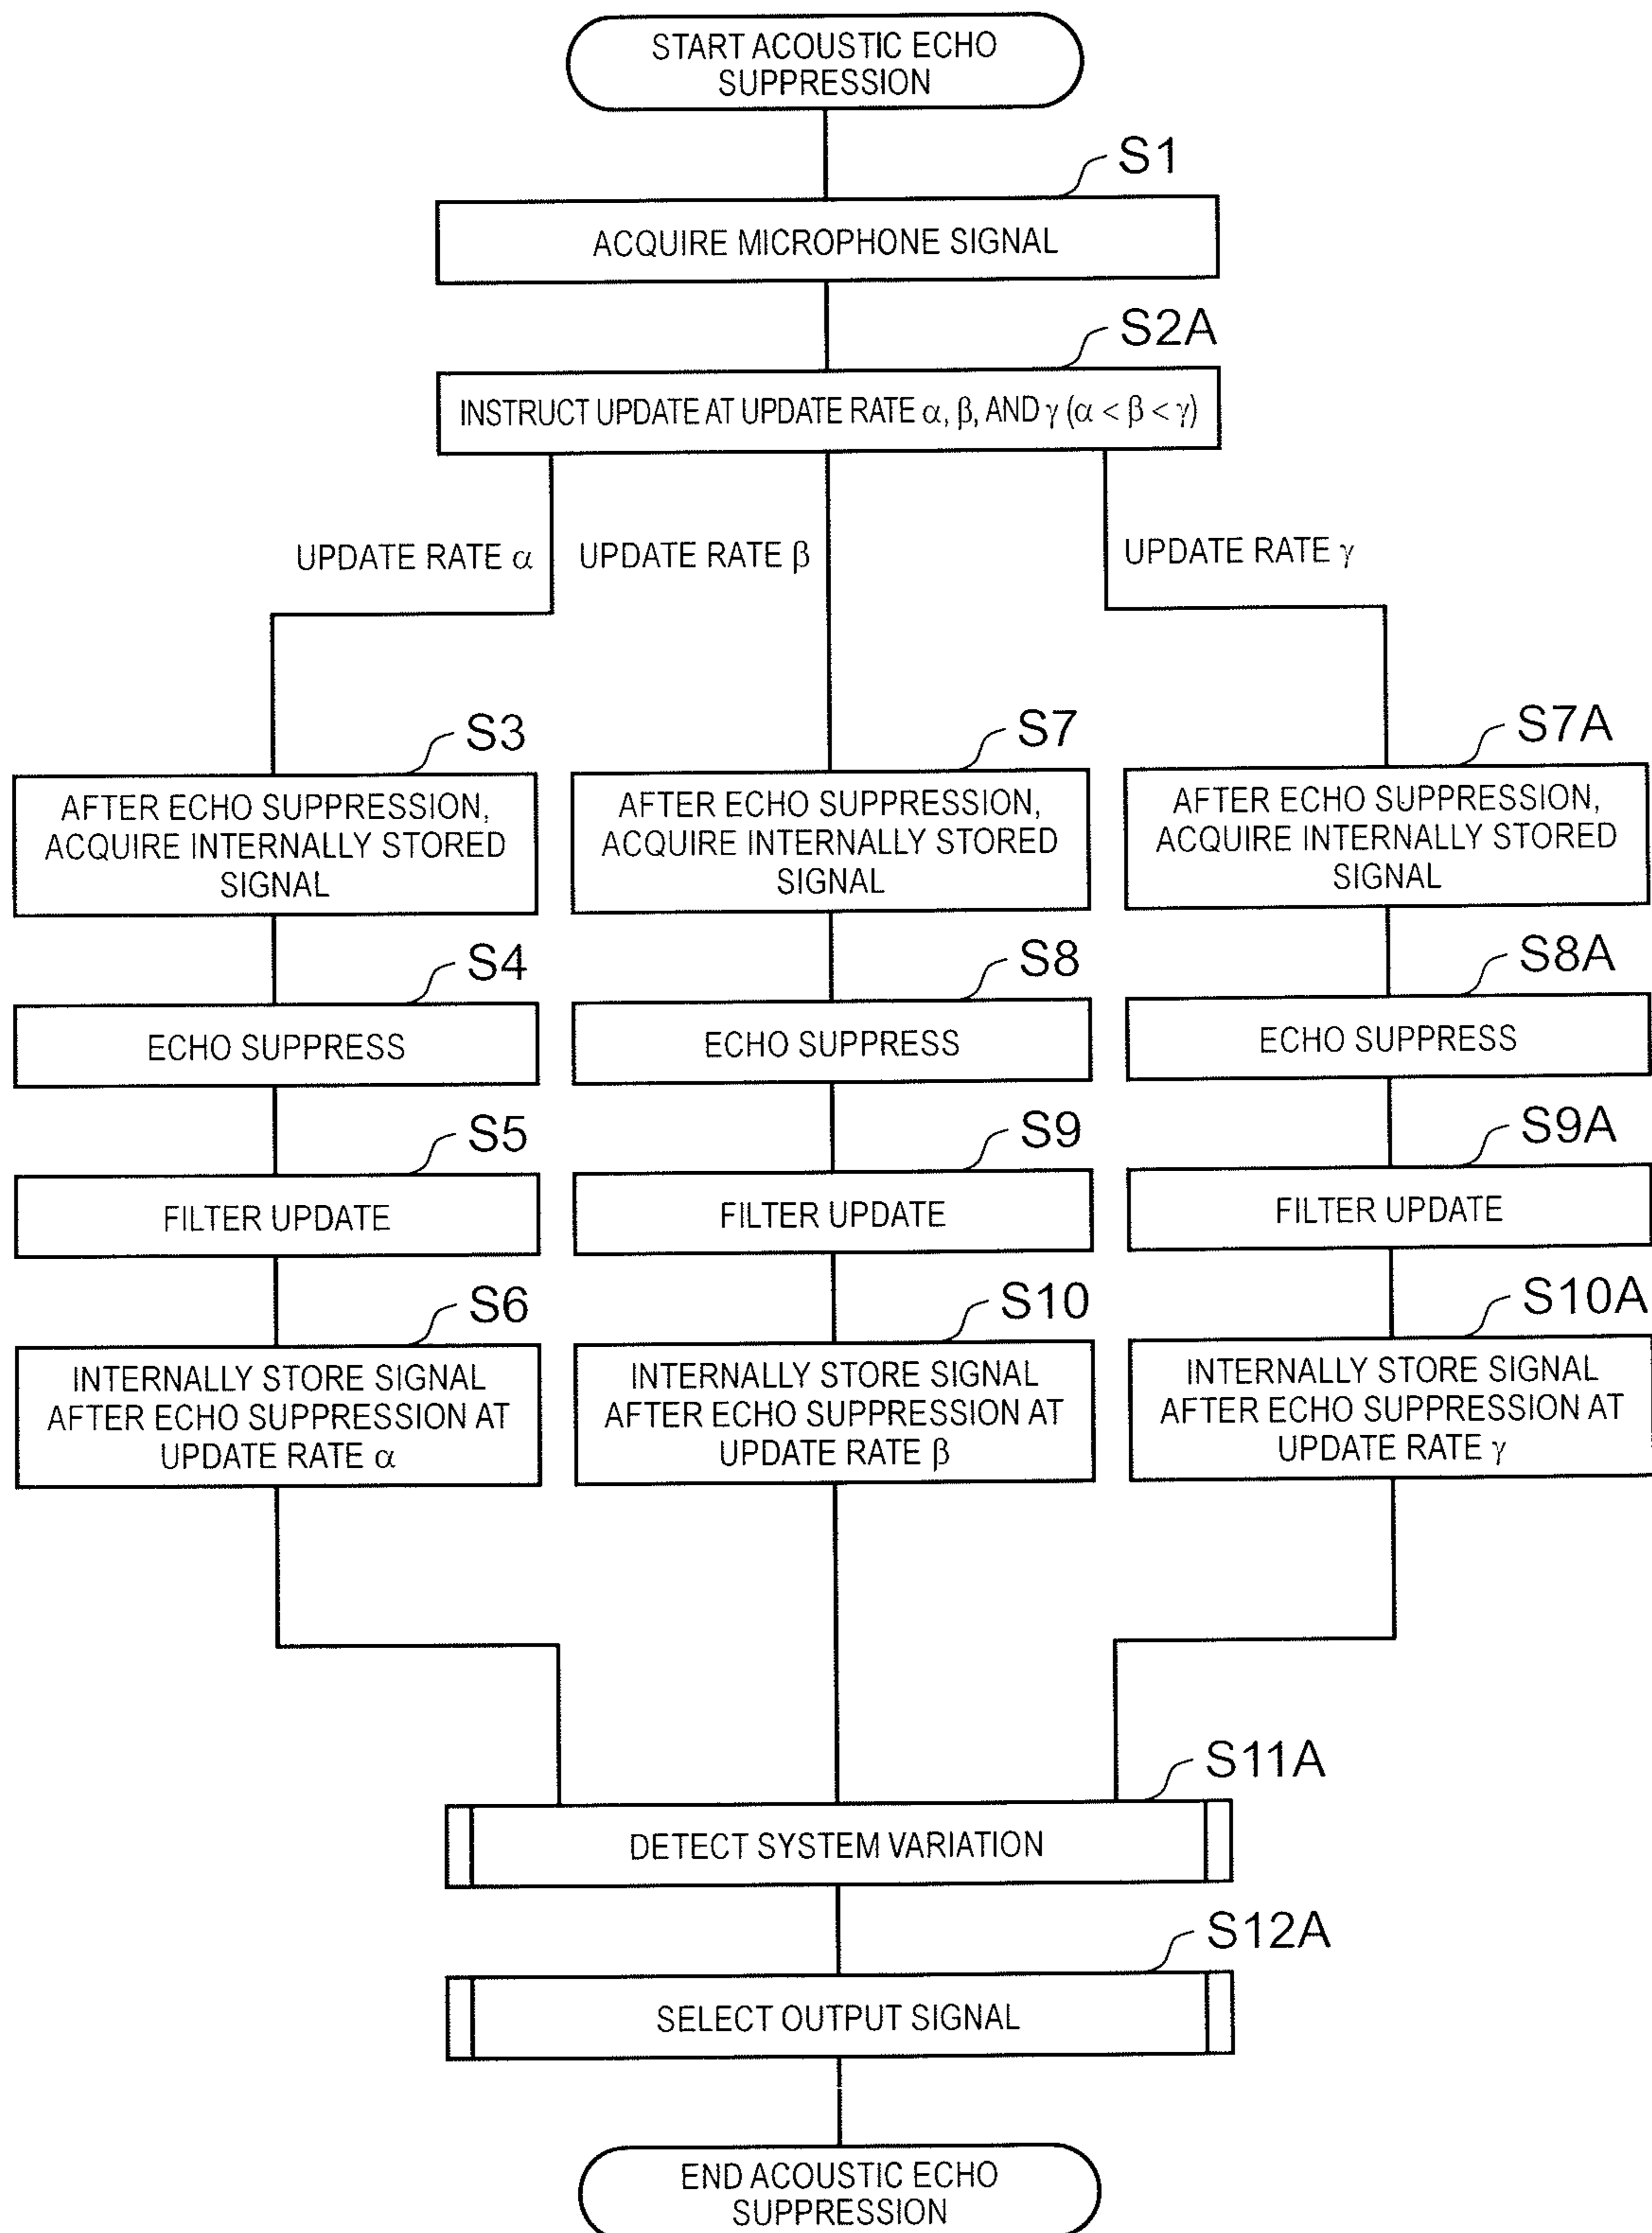 START ACOUSTIC ECHO
SUPPRESSION
S1
ACQUIRE MICROPHONE SIGNAL
S2A
INSTRUCT UPDATE AT UPDATE RATE α, β, AND γ (α < β < γ)
UPDATE RATE α
UPDATE RATE β
UPDATE RATE γ
S3
AFTER ECHO SUPPRESSION,
ACQUIRE INTERNALLY STORED
SIGNAL
S4
ECHO SUPPRESS
S5
FILTER UPDATE
S6
INTERNALLY STORE SIGNAL
AFTER ECHO SUPPRESSION AT
UPDATE RATE α
S7
AFTER ECHO SUPPRESSION,
ACQUIRE INTERNALLY STORED
SIGNAL
S8
ECHO SUPPRESS
S9
FILTER UPDATE
S10
INTERNALLY STORE SIGNAL
AFTER ECHO SUPPRESSION AT
UPDATE RATE β
S7A
AFTER ECHO SUPPRESSION,
ACQUIRE INTERNALLY STORED
SIGNAL
S8A
ECHO SUPPRESS
S9A
FILTER UPDATE
S10A
INTERNALLY STORE SIGNAL
AFTER ECHO SUPPRESSION AT
UPDATE RATE γ
S11A
DETECT SYSTEM VARIATION
S12A
SELECT OUTPUT SIGNAL
END ACOUSTIC ECHO
SUPPRESSION